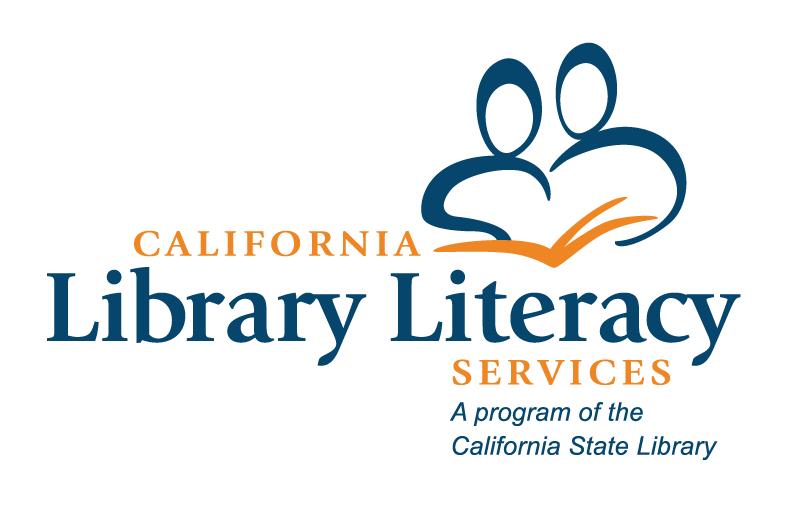 CALIFORNIA
Library Literacy
SERVICES
A program of the
California State Library